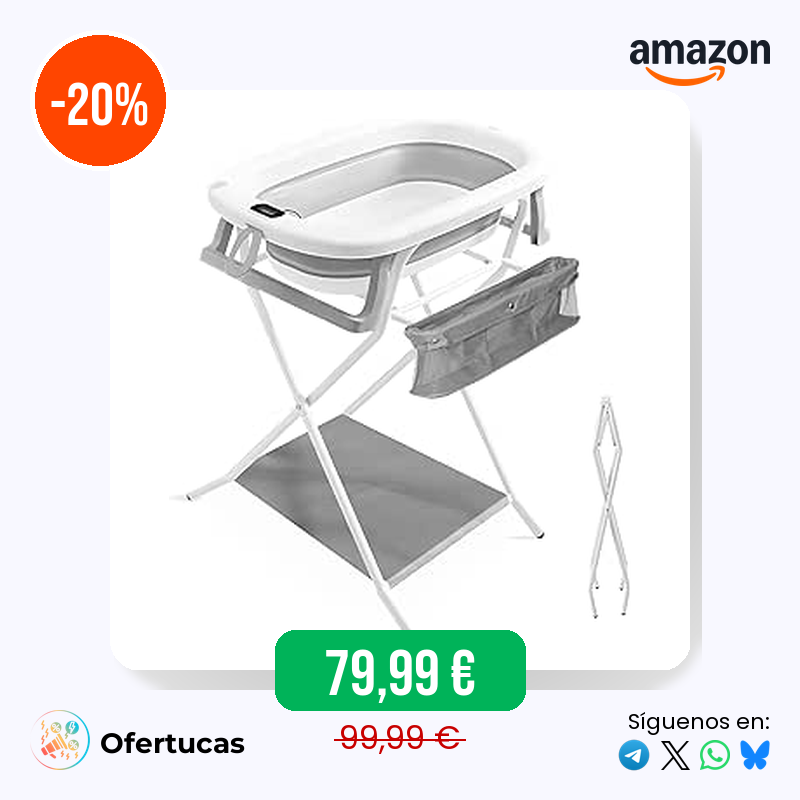 -20%
amazon
79,99 €
99,99 €
Ofertucas
Síguenos en: